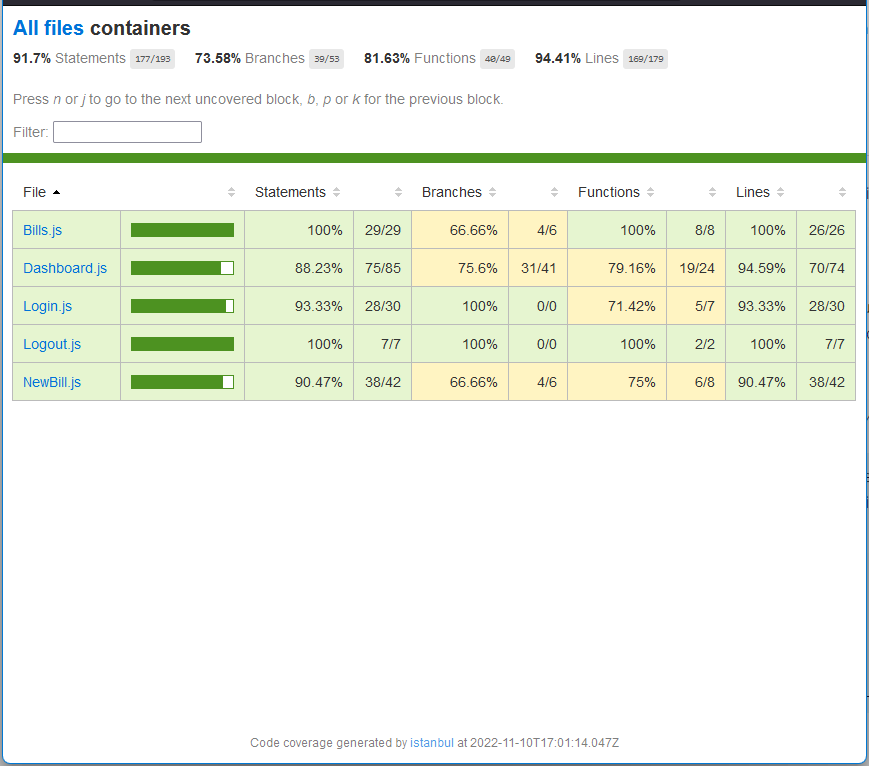 All files containers
91.7% Statements 177/193 73.58% Branches 39/53 81.63% Functions 40/49 94.41% Lines 169/179
Press n or j to go to the next uncovered block, b, p or k for the previous block.
Filter:
File Statements Branches Functions Lines
Bills.js 100% 29/29 66.66% 4/6 100% 8/8 100% 26/26
Dashboard.js 88.23% 75/85 75.6% 31/41 79.16% 19/24 94.59% 70/74
Login.js 93.33% 28/30 100% 0/0 71.42% 5/7 93.33% 28/30
Logout.js 100% 7/7 100% 0/0 100% 2/2 100% 7/7
NewBill.js 90.47% 38/42 66.66% 4/6 75% 6/8 90.47% 38/42
Code coverage generated by istanbul at 2022-11-10T17:01:14.047Z